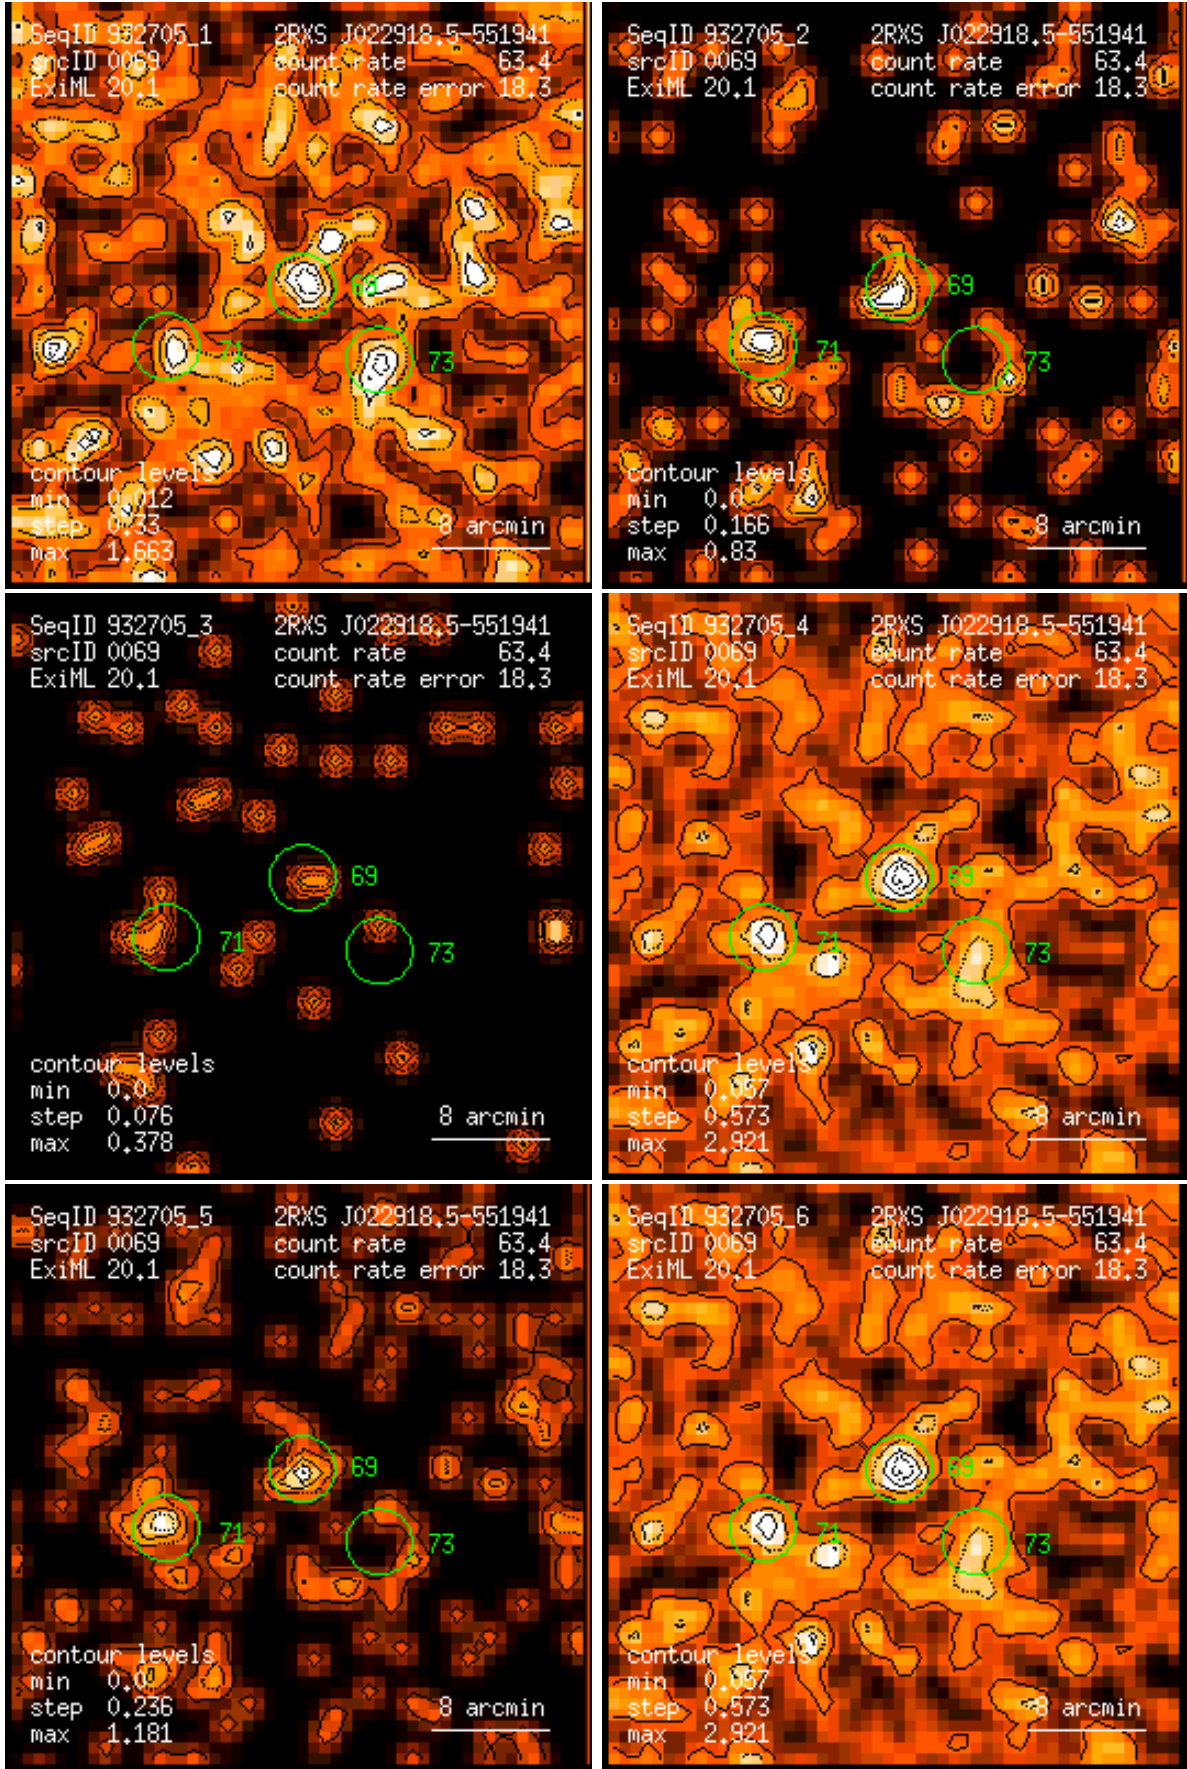 SeqID 932705_1 2RXS J022918.5-551941
srcID 0069 count rate 63.4
ExiML 20.1 count rate error 18.3
69
71
73
contour levels
min 0.012
step 0.33
max 1.663
8 arcmin
SeqID 932705_2 2RXS J022918.5-551941
srcID 0069 count rate 63.4
ExiML 20.1 count rate error 18.3
69
71
73
contour levels
min 0.0
step 0.166
max 0.83
8 arcmin
SeqID 932705_3 2RXS J022918.5-551941
srcID 0069 count rate 63.4
ExiML 20.1 count rate error 18.3
69
71
73
contour levels
min 0.0
step 0.076
max 0.378
8 arcmin
SeqID 932705_4 2RXS J022918.5-551941
srcID 0069 count rate 63.4
ExiML 20.1 count rate error 18.3
69
71
73
contour levels
min 0.057
step 0.573
max 2.921
8 arcmin
SeqID 932705_5 2RXS J022918.5-551941
srcID 0069 count rate 63.4
ExiML 20.1 count rate error 18.3
69
71
73
contour levels
min 0.0
step 0.236
max 1.181
8 arcmin
SeqID 932705_6 2RXS J022918.5-551941
srcID 0069 count rate 63.4
ExiML 20.1 count rate error 18.3
69
71
73
contour levels
min 0.057
step 0.573
max 2.921
8 arcmin